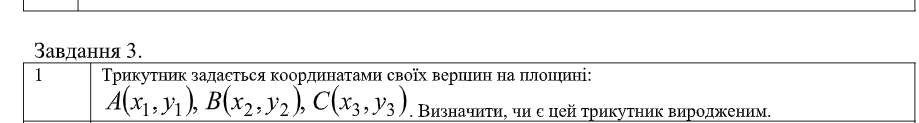 Завдання 3.
1 Трикутник задається координатами своїх вершин на площині:
A(x₁, y₁), B(x₂, y₂), C(x₃, y₃). Визначити, чи є цей трикутник виродженим.